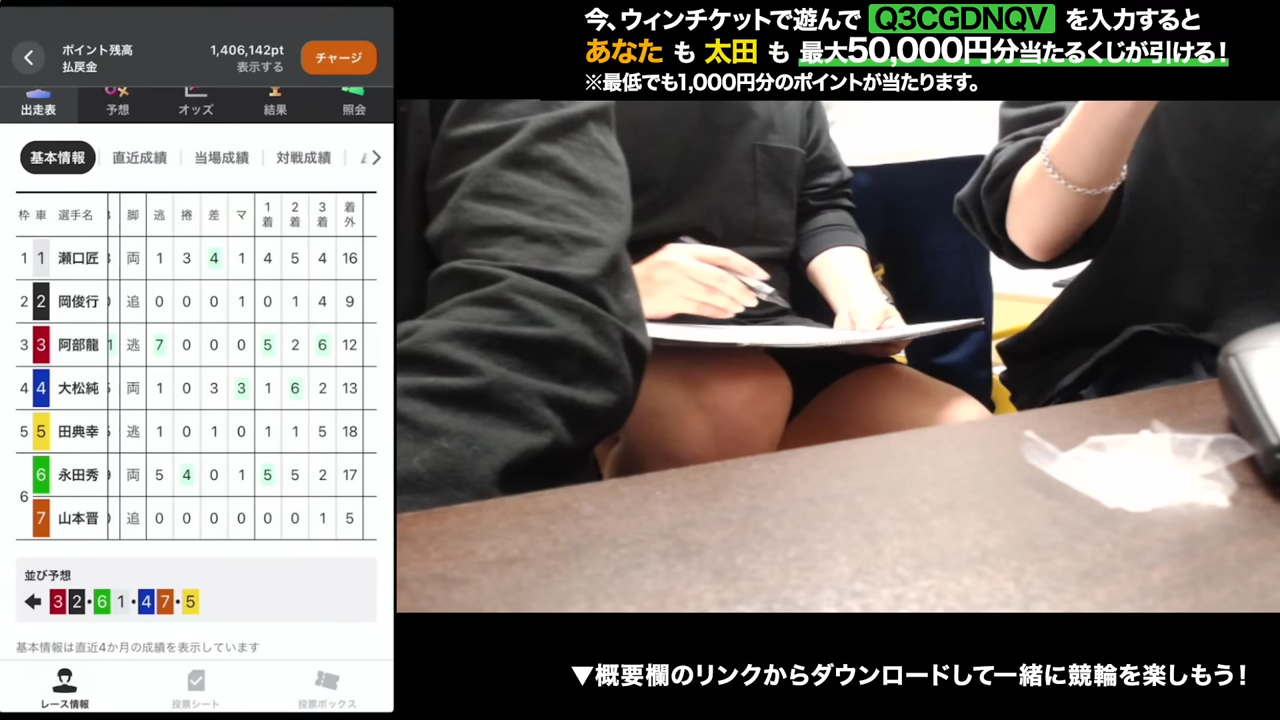 ポイント残高
払戻金
1,406,142pt
表示する
チャージ
出走表 予想 オッズ 結果 照会
基本情報 直近成績 当場成績 対戦成績
枠 車 選手名 脚 逃 捲 差 マ 1着 2着 3着 着外
1 1 瀬口匠 両 1 3 4 1 4 5 4 16
2 2 岡俊行 追 0 0 0 1 0 1 4 9
3 3 阿部龍 逃 7 0 0 0 5 2 6 12
4 4 大松純 両 1 0 3 3 1 6 2 13
5 5 田典幸 逃 1 0 1 0 1 1 5 18
6 6 永田秀 両 5 4 0 1 5 5 2 17
7 山本晋 追 0 0 0 0 0 0 1 5
並び予想
3 2・6 1・4 7・5
基本情報は直近4か月の成績を表示しています
レース情報 投票シート 投票ボックス
今、ウィンチケットで遊んで Q3CGDNQV を入力すると
あなた も 太田 も 最大50,000円分当たるくじが引ける!
※最低でも1,000円分のポイントが当たります。
▼概要欄のリンクからダウンロードして一緒に競輪を楽しもう!